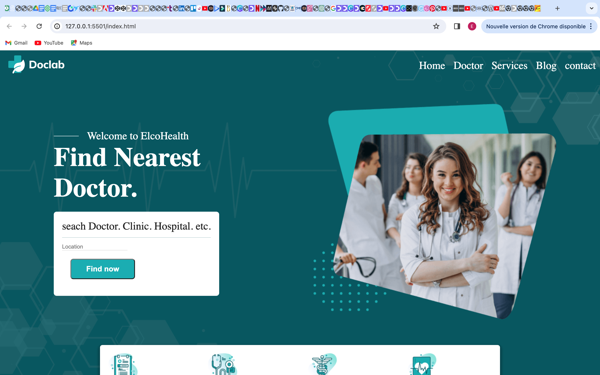 127.0.0.1:5501/index.html
Nouvelle version de Chrome disponible
Gmail YouTube Maps
Doclab
Home Doctor Services Blog contact
Welcome to ElcoHealth
Find Nearest
Doctor.
seach Doctor. Clinic. Hospital. etc.
Location
Find now